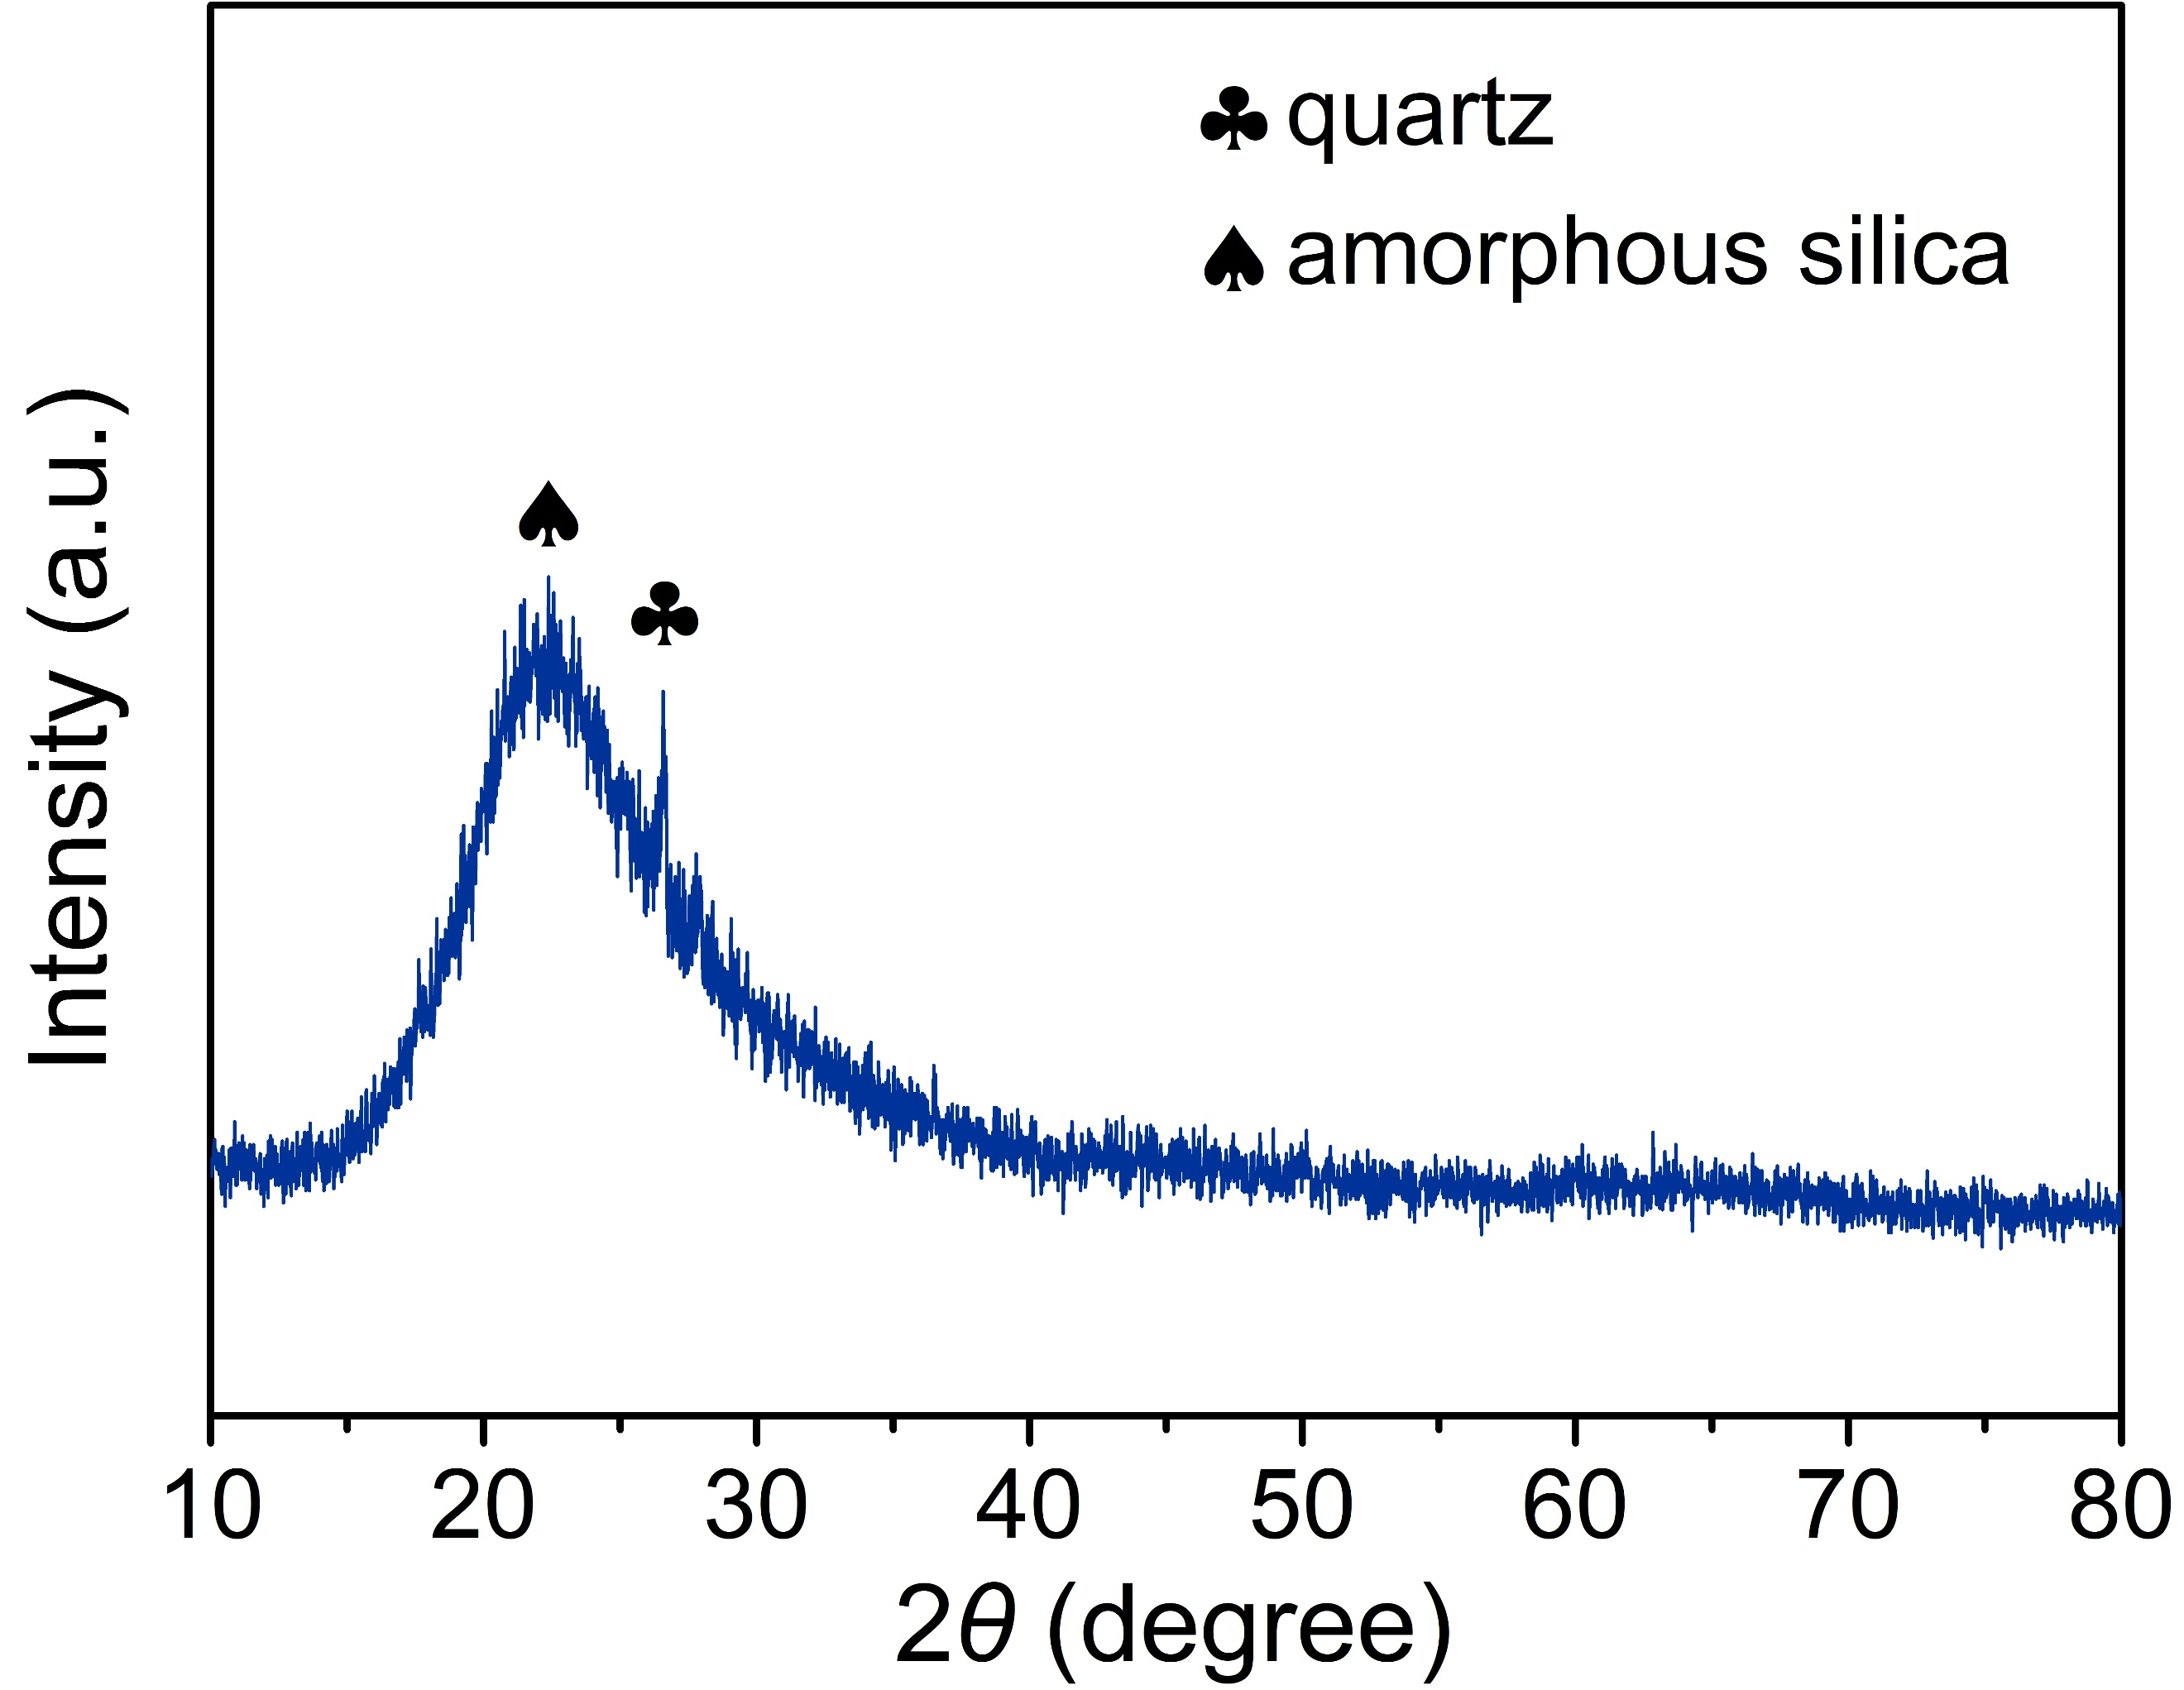 ♣ quartz
♠ amorphous silica
Intensity (a.u.)
♠
♣
10 20 30 40 50 60 70 80
2θ (degree)